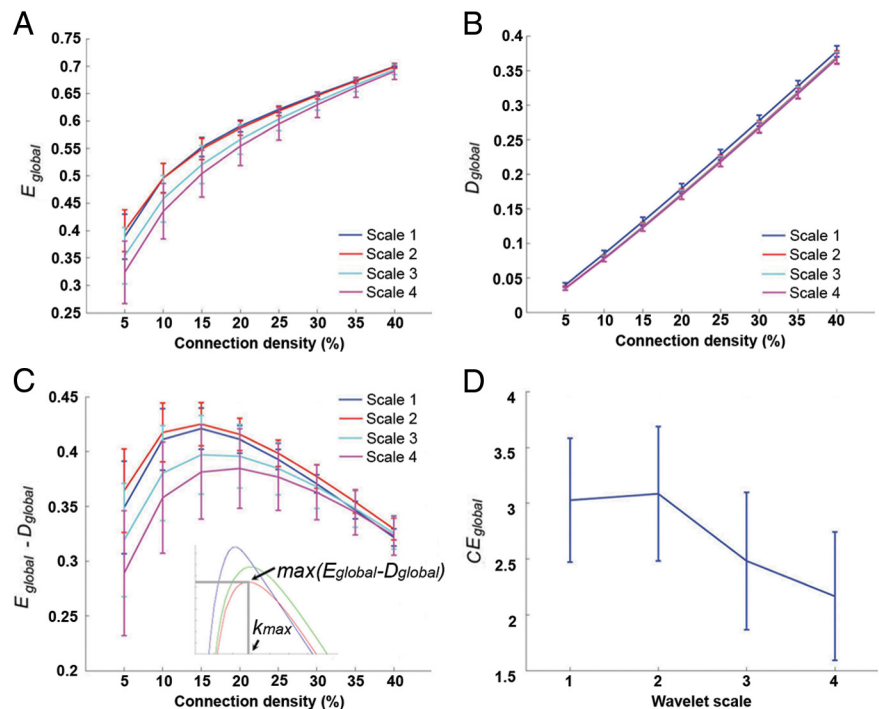 A
E global
0.75
0.7
0.65
0.6
0.55
0.5
0.45
0.4
0.35
0.3
0.25
5 10 15 20 25 30 35 40
Connection density (%)
Scale 1
Scale 2
Scale 3
Scale 4
B
D global
0.4
0.35
0.3
0.25
0.2
0.15
0.1
0.05
0
5 10 15 20 25 30 35 40
Connection density (%)
Scale 1
Scale 2
Scale 3
Scale 4
C
E global - D global
0.45
0.4
0.35
0.3
0.25
0.2
5 10 15 20 25 30 35 40
Connection density (%)
Scale 1
Scale 2
Scale 3
Scale 4
max(Eglobal-Dglobal)
kmax
D
CE global
4
3.5
3
2.5
2
1.5
1 2 3 4
Wavelet scale